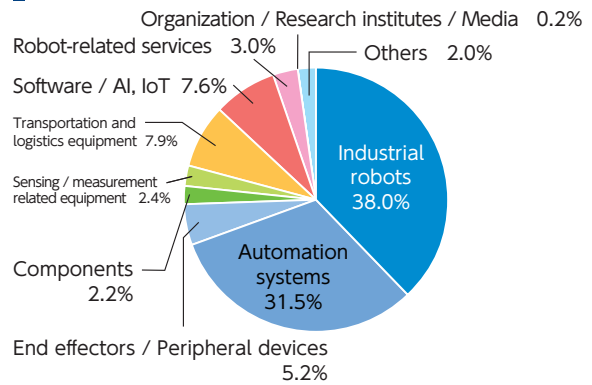 Organization / Research institutes / Media 0.2%
Robot-related services 3.0%
Others 2.0%
Software / AI, IoT 7.6%
Transportation and
logistics equipment 7.9%
Industrial
robots
38.0%
Sensing / measurement
related equipment 2.4%
Automation
systems
31.5%
Components
2.2%
End effectors / Peripheral devices
5.2%